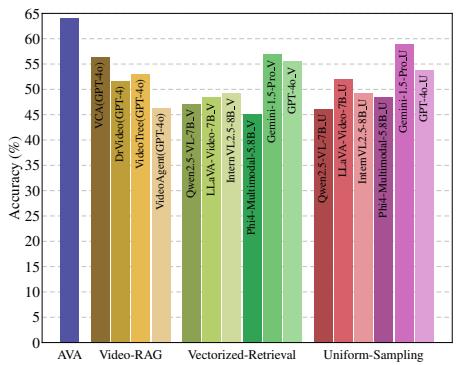 65
60
55
50
45
40
35
30
25
20
15
10
5
0
Accuracy (%)
VCA(GPT-4o)
DrVideo(GPT-4)
VideoTree(GPT-4o)
VideoAgent(GPT-4o)
Qwen2.5-VL-7B_V
LLaVA-Video-7B_V
InternVL2.5-8B_V
Phi4-Multimodal-5.8B_V
Gemini-1.5-Pro_V
GPT-4o_V
Qwen2.5-VL-7B_U
LLaVA-Video-7B_U
InternVL2.5-8B_U
Phi4-Multimodal-5.8B_U
Gemini-1.5-Pro_U
GPT-4o_U
AVA Video-RAG Vectorized-Retrieval Uniform-Sampling